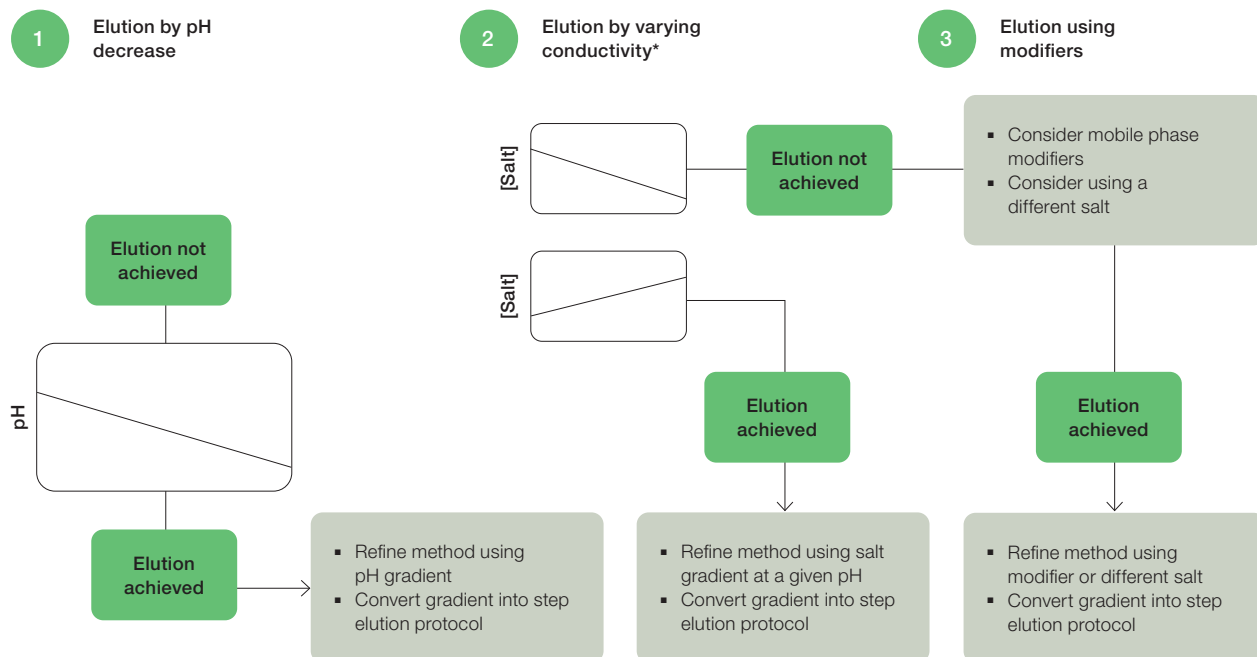 1
Elution by pH
decrease
2
Elution by varying
conductivity*
3
Elution using
modifiers
Elution not
achieved
pH
Elution
achieved
▪ Refine method using
pH gradient
▪ Convert gradient into step
elution protocol
[Salt]
Elution not
achieved
[Salt]
Elution
achieved
▪ Refine method using salt
gradient at a given pH
▪ Convert gradient into step
elution protocol
▪ Consider mobile phase
modifiers
▪ Consider using a
different salt
Elution
achieved
▪ Refine method using
modifier or different salt
▪ Convert gradient into step
elution protocol